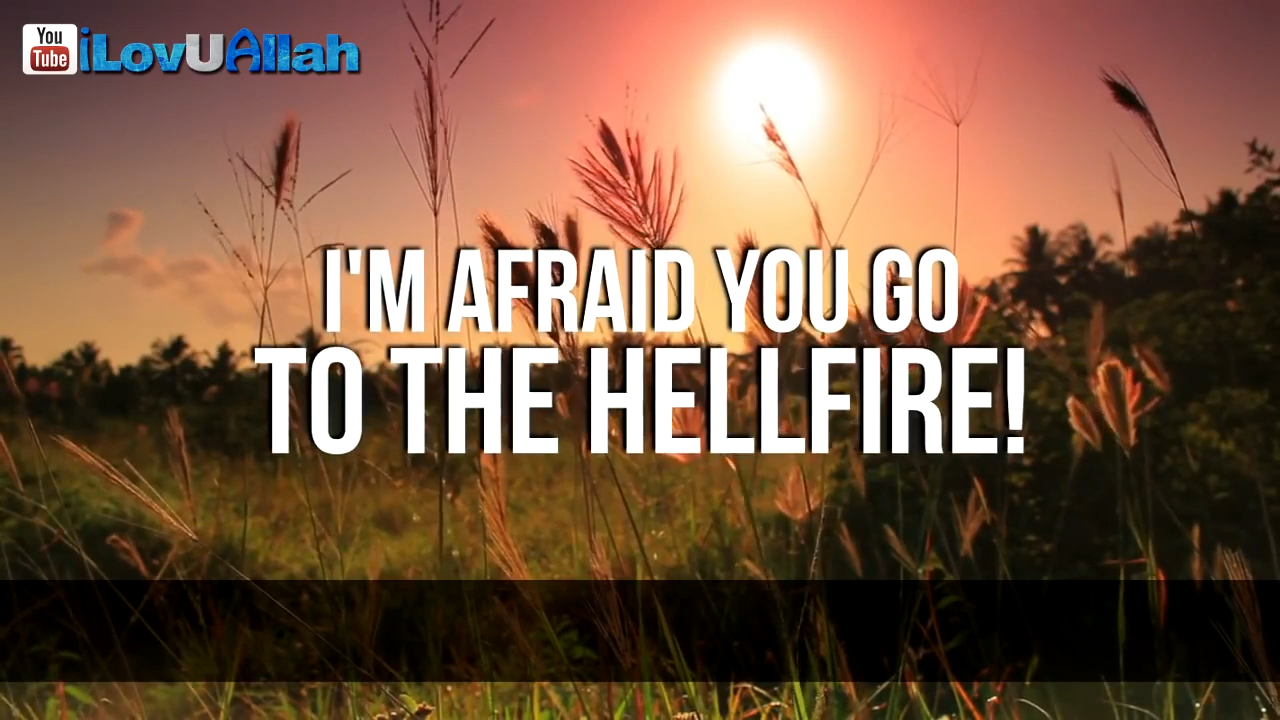 You
Tube
iLovUAllah
I'M AFRAID YOU GO
TO THE HELLFIRE!